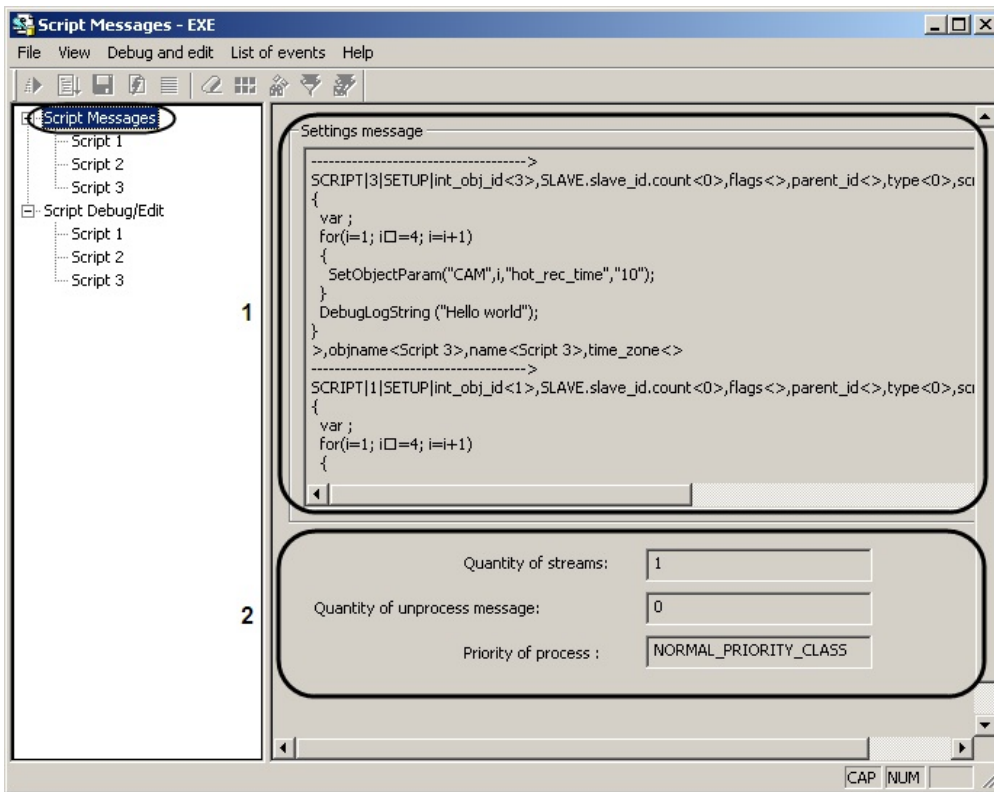 Script Messages - EXE
File View Debug and edit List of events Help
Script Messages
Script 1
Script 2
Script 3
Script Debug/Edit
Script 1
Script 2
Script 3
1
Settings message
------------------------------------->
SCRIPT|3|SETUP|int_obj_id<3>,SLAVE.slave_id.count<0>,flags<>,parent_id<>,type<0>,scr
{
var ;
for(i=1; i□=4; i=i+1)
{
SetObjectParam("CAM",i,"hot_rec_time","10");
}
DebugLogString ("Hello world");
}
>,objname<Script 3>,name<Script 3>,time_zone<>
------------------------------------->
SCRIPT|1|SETUP|int_obj_id<1>,SLAVE.slave_id.count<0>,flags<>,parent_id<>,type<0>,scr
{
var ;
for(i=1; i□=4; i=i+1)
{
2
Quantity of streams: 1
Quantity of unprocess message: 0
Priority of process : NORMAL_PRIORITY_CLASS
CAP NUM